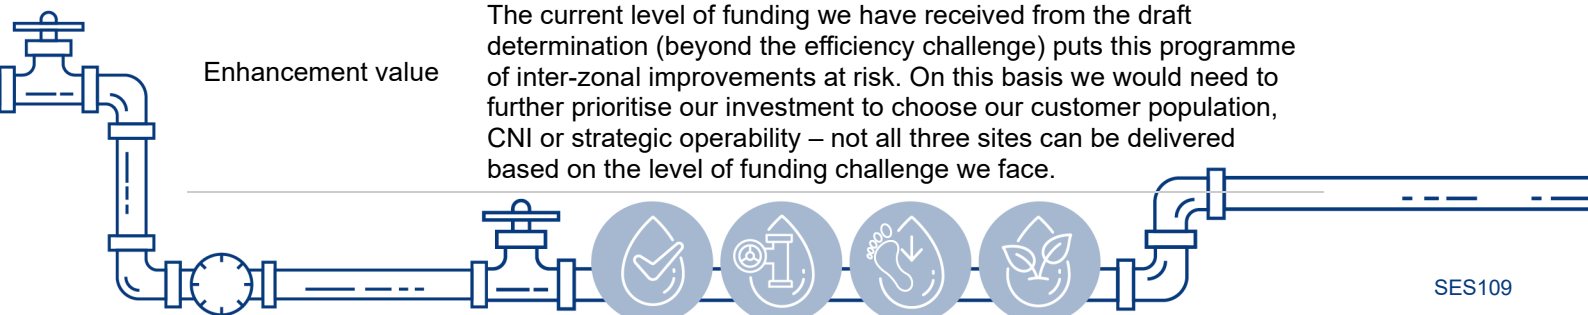 Enhancement value
The current level of funding we have received from the draft
determination (beyond the efficiency challenge) puts this programme
of inter-zonal improvements at risk. On this basis we would need to
further prioritise our investment to choose our customer population,
CNI or strategic operability – not all three sites can be delivered
based on the level of funding challenge we face.
SES109